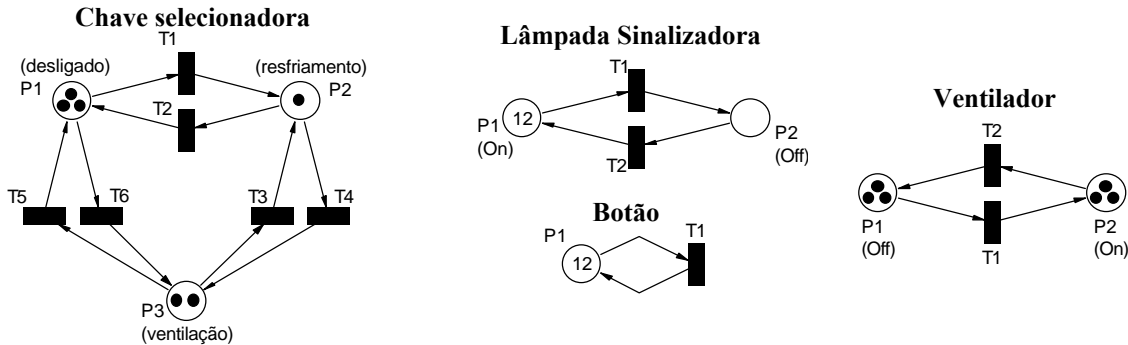 Chave selecionadora
T1
(desligado)
(resfriamento)
P1
P2
T2
T5
T6
T3
T4
P3
(ventilação)
Lâmpada Sinalizadora
T1
P1
12
(On)
P2
(Off)
T2
Botão
P1
T1
12
Ventilador
T2
P1
(Off)
P2
(On)
T1